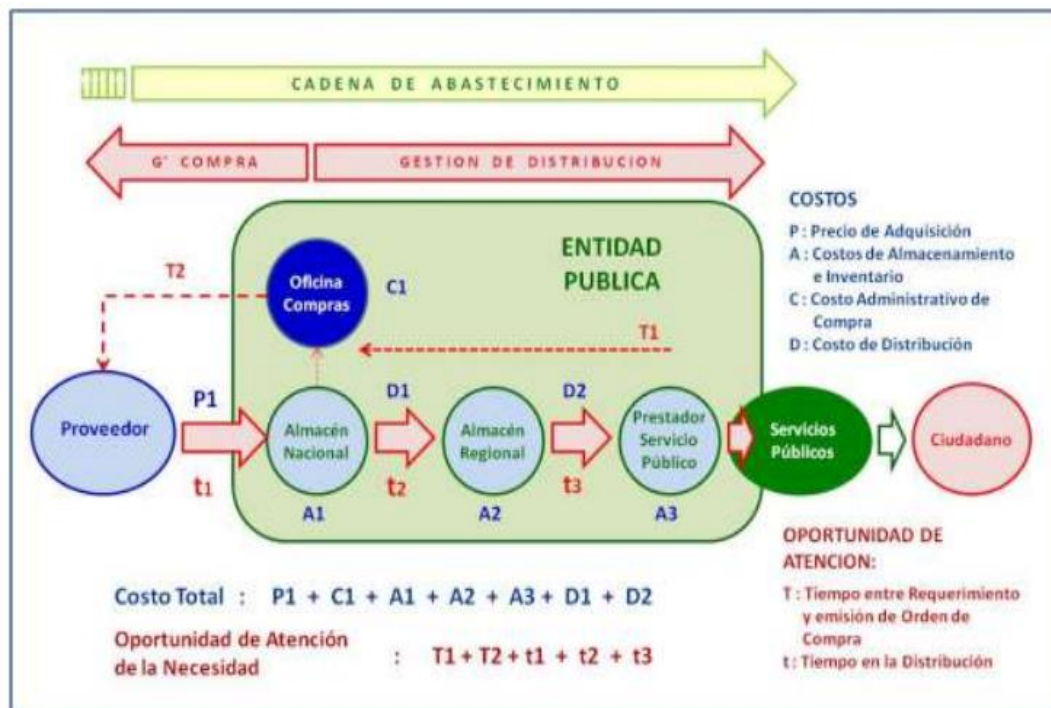 CADENA DE ABASTECIMIENTO
G' COMPRA
GESTION DE DISTRIBUCION
COSTOS
P : Precio de Adquisición
A : Costos de Almacenamiento
e Inventario
C : Costo Administrativo de
Compra
D : Costo de Distribución
ENTIDAD
PUBLICA
Oficina
Compras
C1
T2
T1
P1
D1
D2
Proveedor
Almacén
Nacional
Almacén
Regional
Prestador
Servicio
Público
Servicios
Públicos
Ciudadano
t1
t2
t3
A1
A2
A3
OPORTUNIDAD DE
ATENCION:
T : Tiempo entre Requerimiento
y emisión de Orden de
Compra
t : Tiempo en la Distribución
Costo Total : P1 + C1 + A1 + A2 + A3 + D1 + D2
Oportunidad de Atención
de la Necesidad : T1 + T2 + t1 + t2 + t3